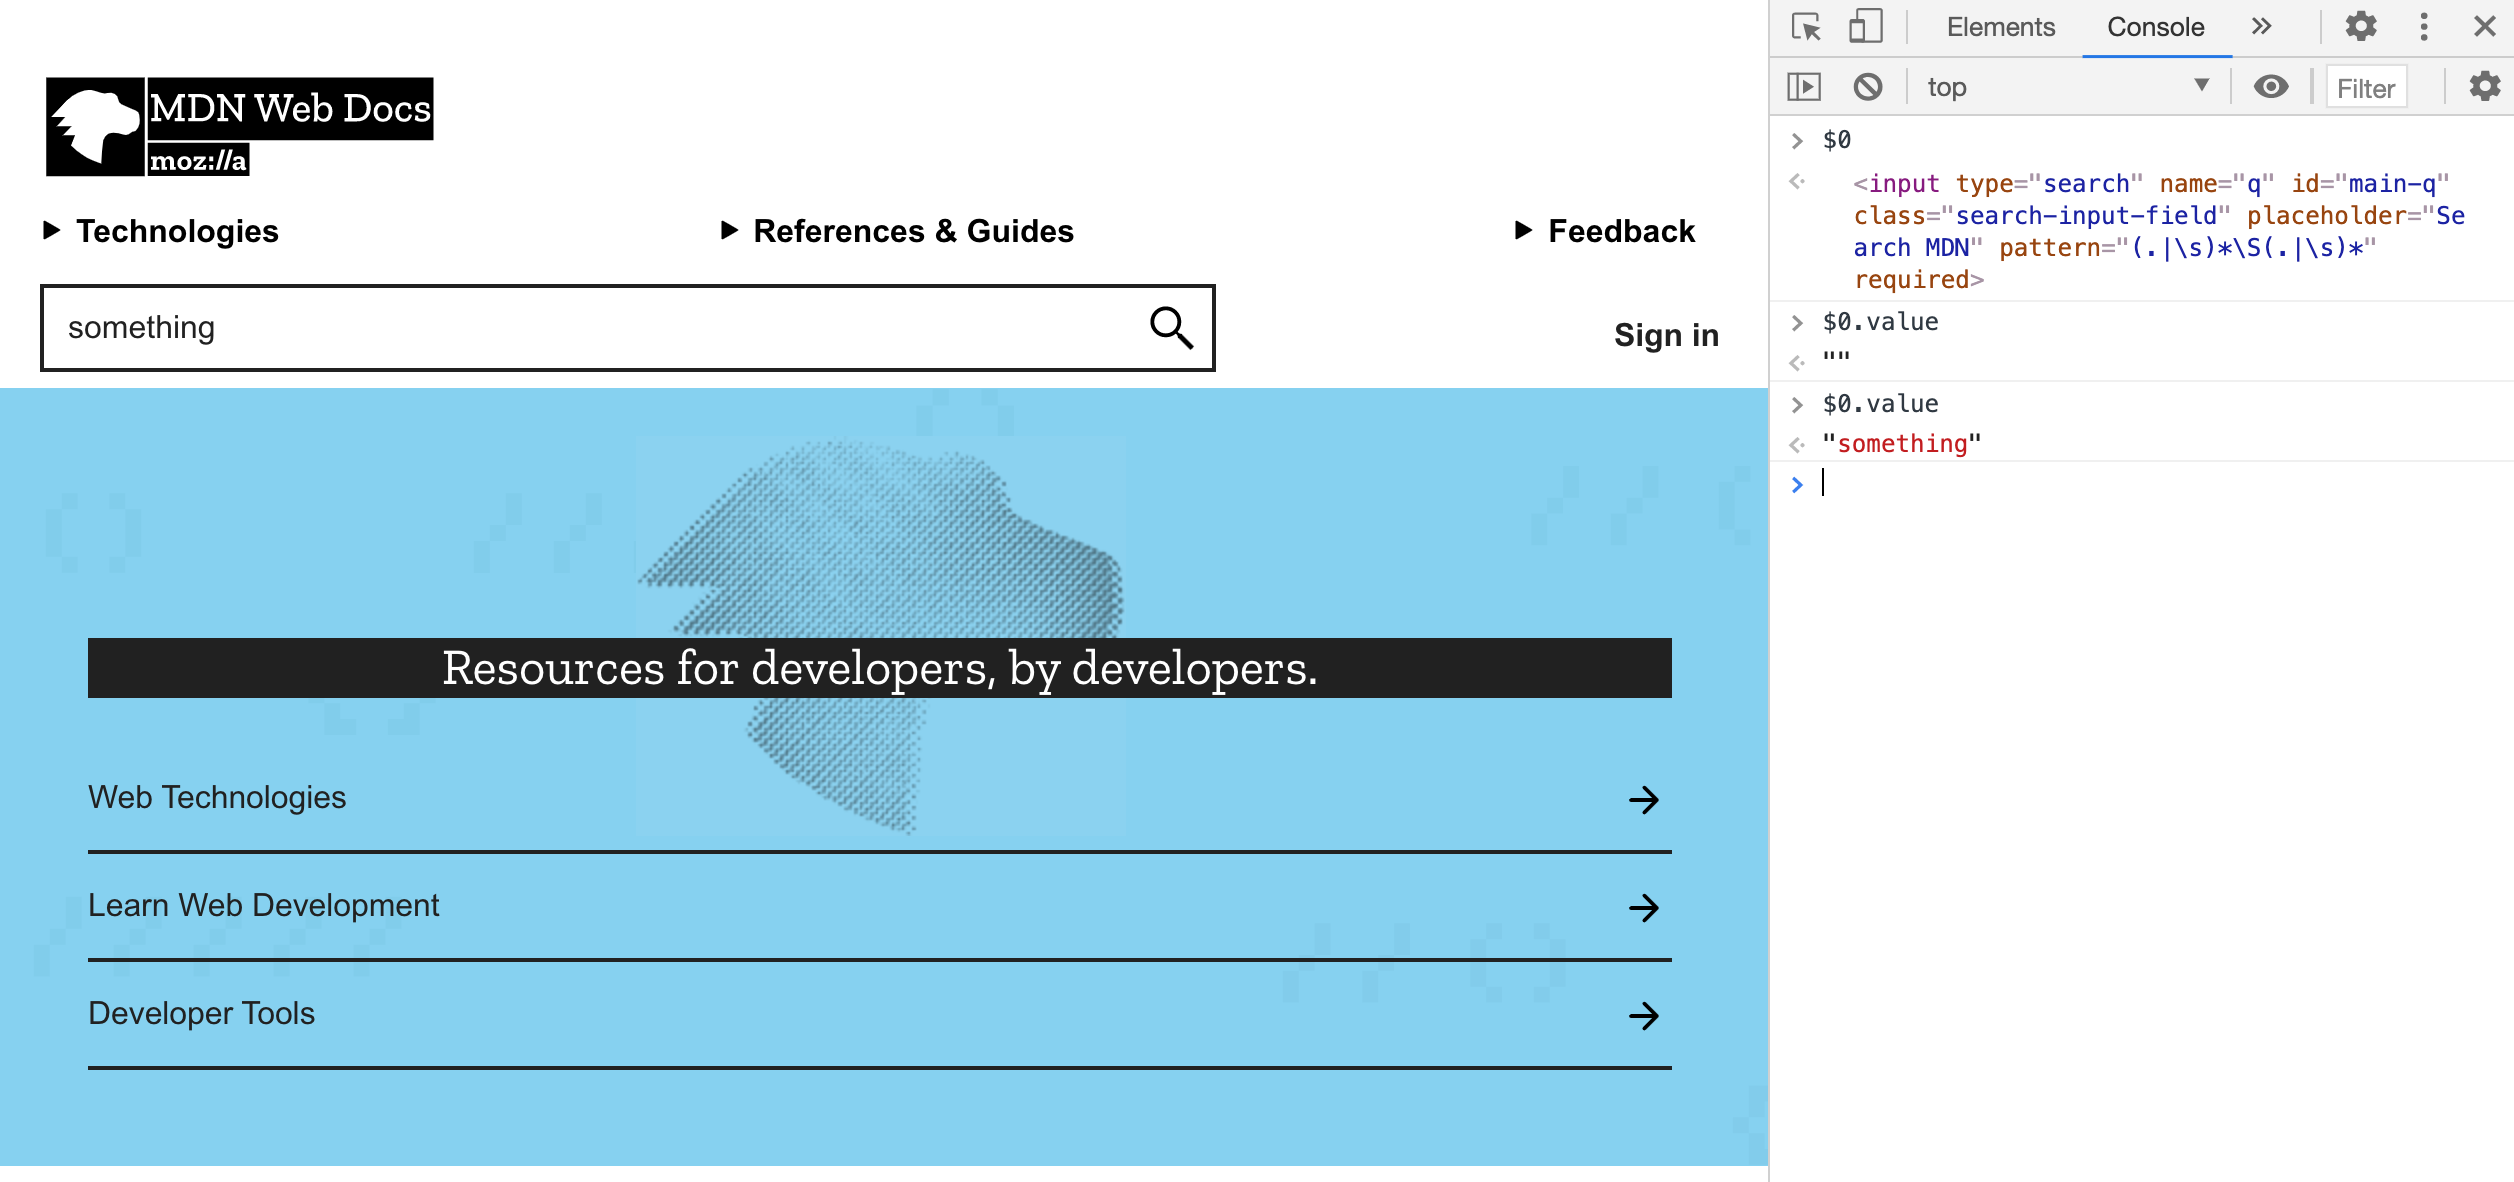 MDN Web Docs
moz://a
Technologies
References & Guides
Feedback
something
Sign in
Resources for developers, by developers.
Web Technologies
Learn Web Development
Developer Tools
Elements
Console
top
Filter
$0
<input type="search" name="q" id="main-q"
class="search-input-field" placeholder="Se
arch MDN" pattern="(.|\s)*\S(.|\s)*"
required>
$0.value
""
$0.value
"something"